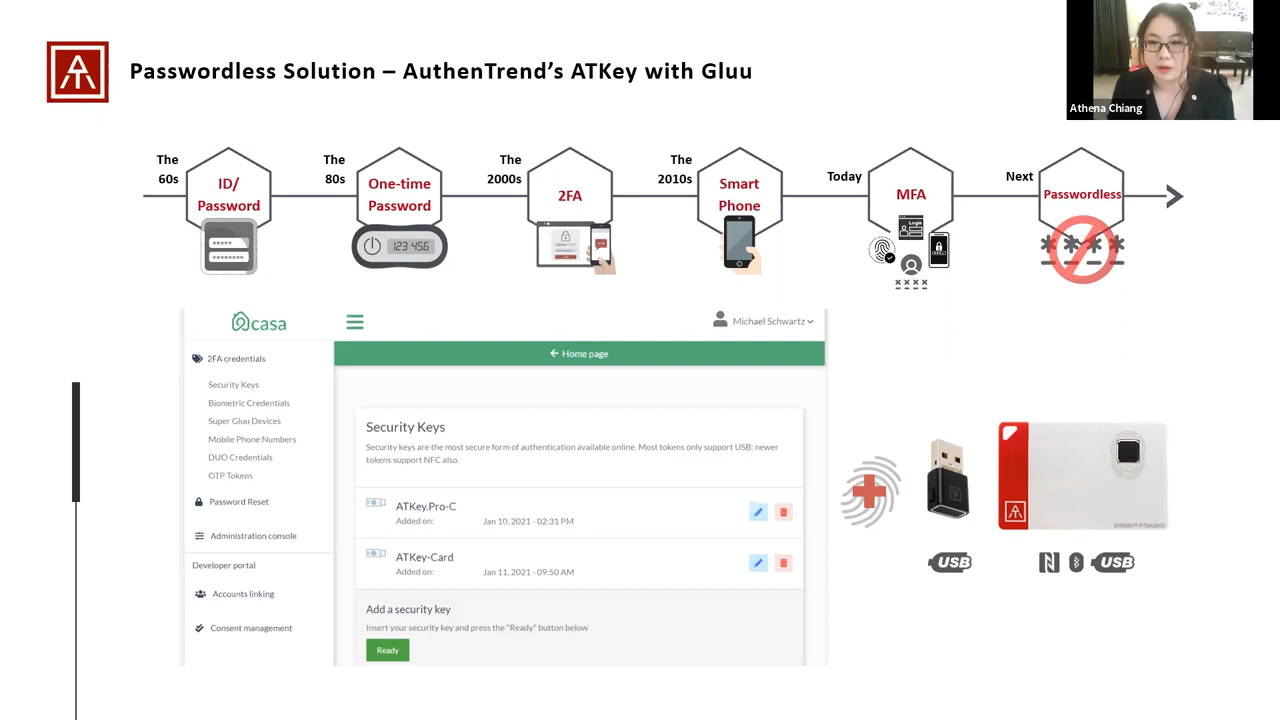 Passwordless Solution – AuthenTrend's ATKey with Gluu
Athena Chiang
The
60s
ID/
Password
The
80s
One-time
Password
123 456
The
2000s
2FA
The
2010s
Smart
Phone
Today
MFA
Login
Next
Passwordless
casa
Michael Schwartz
2FA credentials
Security Keys
Biometric Credentials
Super Gluu Devices
Mobile Phone Numbers
DUO Credentials
OTP Tokens
Password Reset
Administration console
Developer portal
Accounts linking
Consent management
← Home page
Security Keys
Security keys are the most secure form of authentication available online. Most tokens only support USB; newer
tokens support NFC also.
ATKey.Pro-C
Added on: Jan 10, 2021 - 02:31 PM
ATKey-Card
Added on: Jan 11, 2021 - 09:50 AM
Add a security key
Insert your security key and press the "Ready" button below
Ready
USB
USB